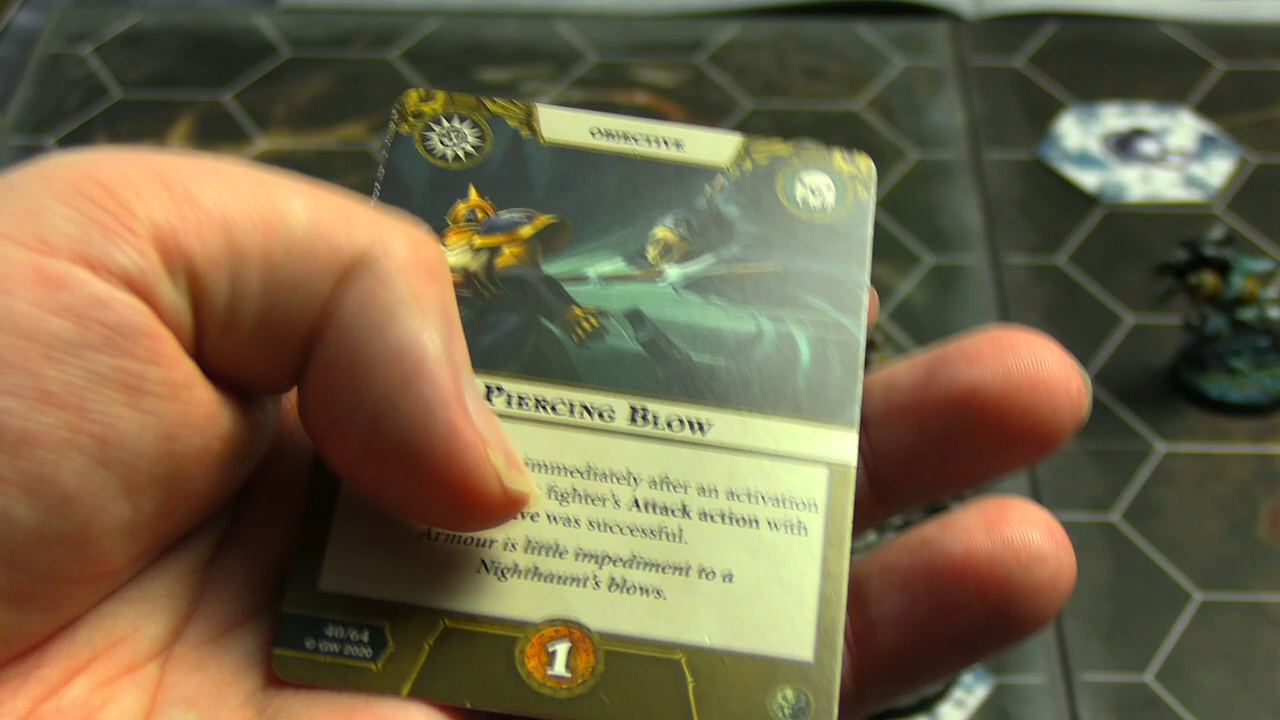 OBJECTIVE
PIERCING BLOW
immediately after an activation
fighter's Attack action with
was successful.
Armour is little impediment to a
Nighthaunt's blows.
40/64
© GW 2020
1